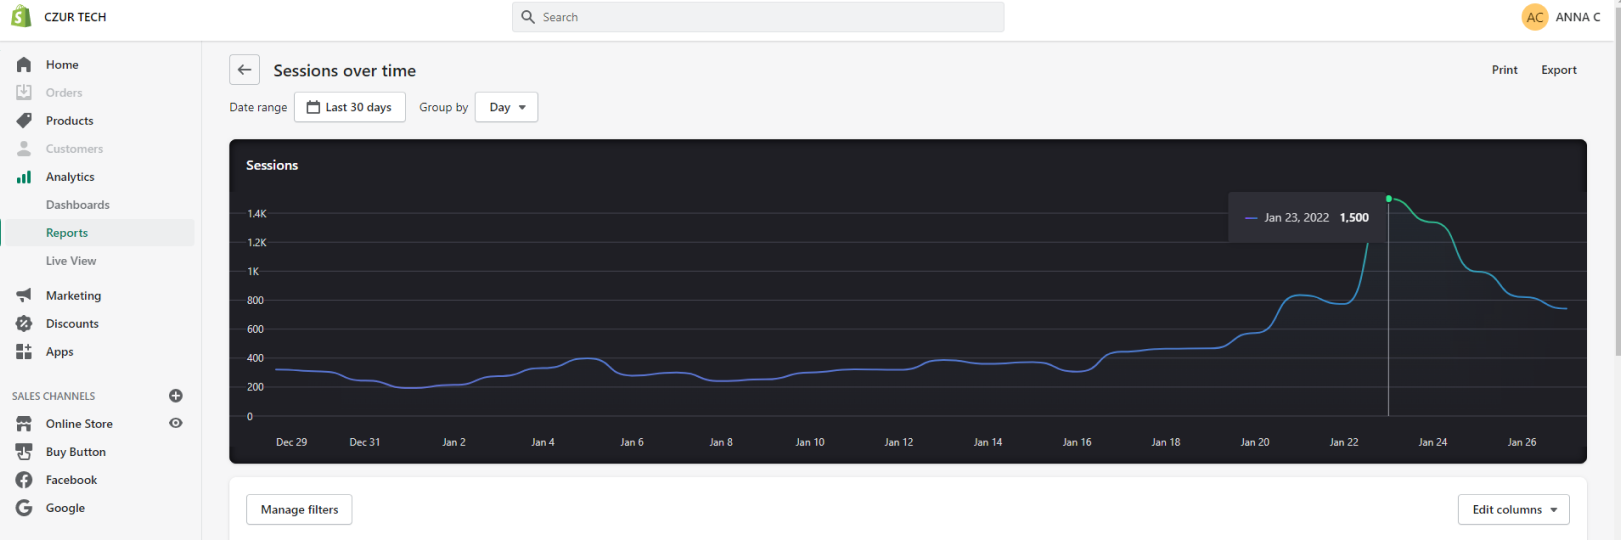 CZUR TECH
Search
AC ANNA C
Home
Orders
Products
Customers
Analytics
Dashboards
Reports
Live View
Marketing
Discounts
Apps
SALES CHANNELS
Online Store
Buy Button
Facebook
Google
Sessions over time
Print Export
Date range Last 30 days Group by Day
Sessions
Jan 23, 2022 1,500
1.4K
1.2K
1K
800
600
400
200
0
Dec 29 Dec 31 Jan 2 Jan 4 Jan 6 Jan 8 Jan 10 Jan 12 Jan 14 Jan 16 Jan 18 Jan 20 Jan 22 Jan 24 Jan 26
Manage filters Edit columns